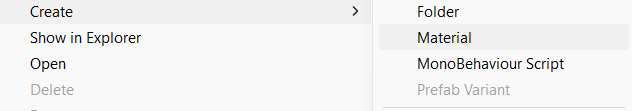 Create
Show in Explorer
Open
Delete
Folder
Material
MonoBehaviour Script
Prefab Variant